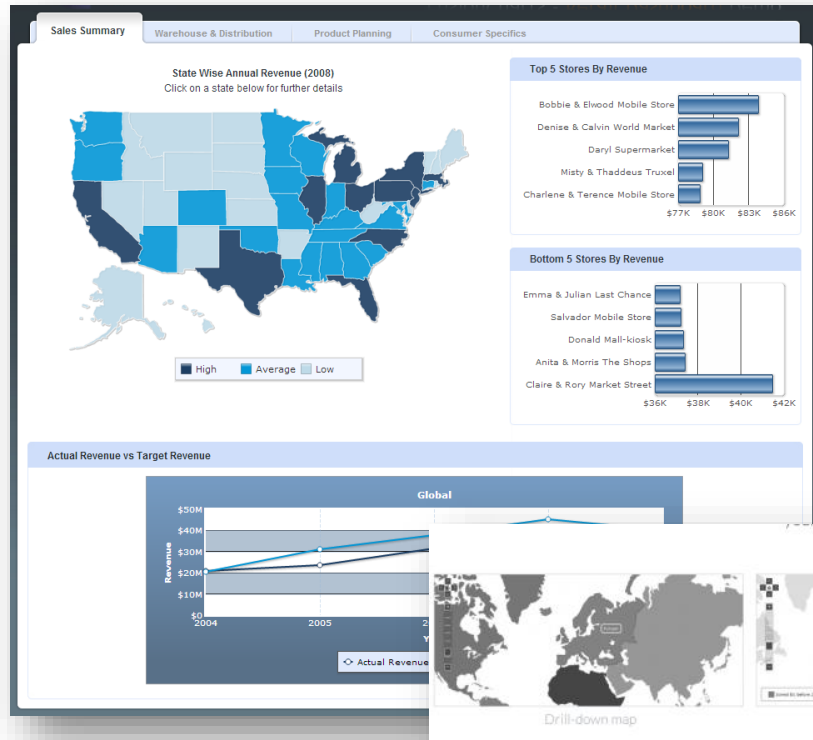 Sales Summary
Warehouse & Distribution
Product Planning
Consumer Specifics
State Wise Annual Revenue (2008)
Click on a state below for further details
High
Average
Low
Top 5 Stores By Revenue
Bobbie & Elwood Mobile Store
Denise & Calvin World Market
Daryl Supermarket
Misty & Thaddeus Truxel
Charlene & Terence Mobile Store
$77K $80K $83K $86K
Bottom 5 Stores By Revenue
Emma & Julian Last Chance
Salvador Mobile Store
Donald Mall-kiosk
Anita & Morris The Shops
Claire & Rory Market Street
$36K $38K $40K $42K
Actual Revenue vs Target Revenue
Global
Revenue
$50M
$40M
$30M
$20M
$10M
$0
2004 2005
Actual Revenue
Drill-down map